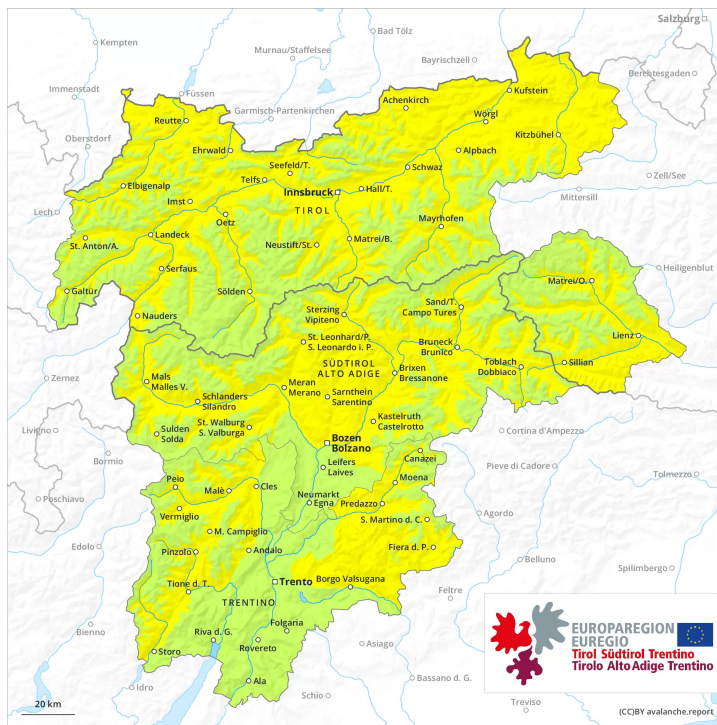 Salzburg
Kempten
Bad Tölz
Murnau/Staffelsee
Bayrischzell
Berchtesgaden
Immenstadt
Füssen
Garmisch-Partenkirchen
Achenkirch
Kufstein
Reutte
Wörgl
Oberstdorf
Ehrwald
Kitzbühel
Alpbach
Seefeld/T.
Schwaz
Telfs
Zell/See
Elbigenalp
Innsbruck
Hall/T.
Imst
Mittersill
Lech
TIROL
Oetz
Mayrhofen
St. Anton/A.
Landeck
Neustift/St.
Matrei/B.
Serfaus
Heiligenblut
Matrei/O.
Galtür
Sölden
Sand/T.
Campo Tures
Nauders
Sterzing
Vipiteno
Lienz
St. Leonhard/P.
S. Leonardo i. P.
Bruneck
Brunico
Toblach
Dobbiaco
Sillian
SÜDTIROL
ALTO ADIGE
Brixen
Bressanone
Zernez
Mals
Malles V.
Meran
Merano
Schlanders
Silandro
Sarnthein
Sarentino
Livigno
St. Walburg
S. Valburga
Kastelruth
Castelrotto
Sulden
Solda
Cortina d'Ampezzo
Bozen
Bolzano
Bormio
Canazei
Pieve di Cadore
Leifers
Laives
Tolmezzo
Peio
Moena
Poschiavo
Malè
Cles
Neumarkt
Egna
Predazzo
Vermiglio
Agordo
S. Martino d. C.
M. Campiglio
Edolo
Pinzolo
Andalo
Fiera d. P.
Belluno
Spilimbergo
Trento
Borgo Valsugana
Tione d. T.
Feltre
TRENTINO
Folgaria
Bienno
Riva d. G.
Rovereto
Asiago
Storo
Bassano d. G.
Ala
Idro
Schio
Treviso
EUROPAREGION
EUREGIO
Tirol Südtirol Trentino
Tirolo Alto Adige Trentino
20 km
(CC)BY avalanche.report